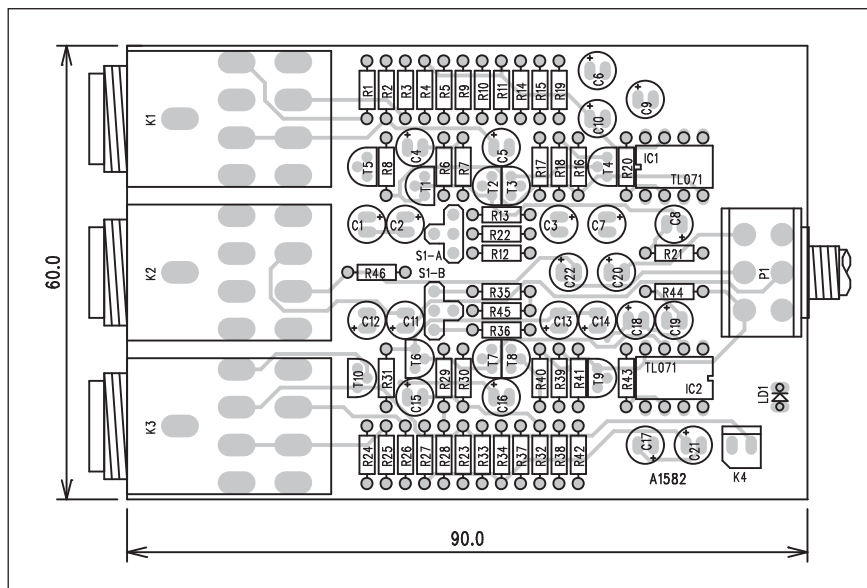 60.0
K1
R1 R2 R3 R4 R5 R9 R10 R11 R14 R15 R19
C6
C9
C10
T5 R8 C4 R6 R7 C5 R17 R18 R16 T4 R20 IC1
TL071
T1 T2 T3
K2
C1 C2 R13 C3 C7 C8
R22
S1-A R12 R21
R46 S1-B C22 C20 P1
R35 R44
C12 C11 R45 C13 C14 C18 C19
R36
K3
T10 R31 T6 R29 R30 T7 T8 R40 R39 R41 T9 R43 TL071
IC2
LD1
C15 C16
R24 R25 R26 R27 R28 R23 R33 R34 R37 R32 R38 R42
C17 C21
A1582 K4
90.0